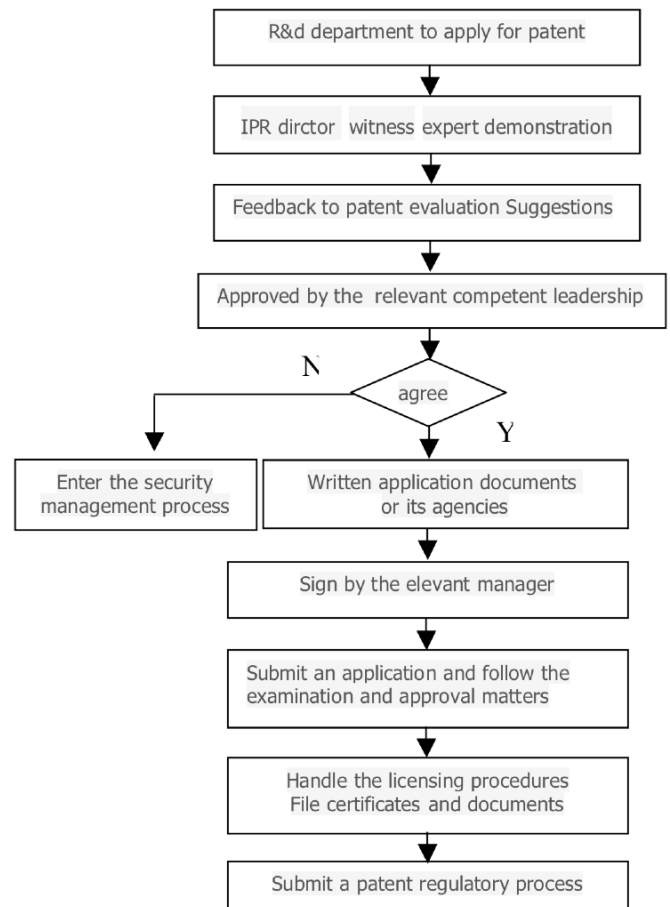 R&d department to apply for patent
IPR dirctor witness expert demonstration
Feedback to patent evaluation Suggestions
Approved by the relevant competent leadership
N
agree
Y
Enter the security
management process
Written application documents
or its agencies
Sign by the elevant manager
Submit an application and follow the
examination and approval matters
Handle the licensing procedures
File certificates and documents
Submit a patent regulatory process